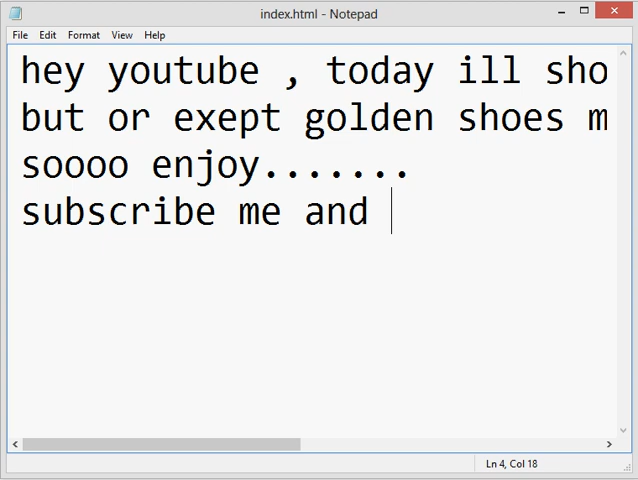 index.html - Notepad
File Edit Format View Help
hey youtube , today ill sho
but or exept golden shoes m
soooo enjoy.......
subscribe me and
Ln 4, Col 18